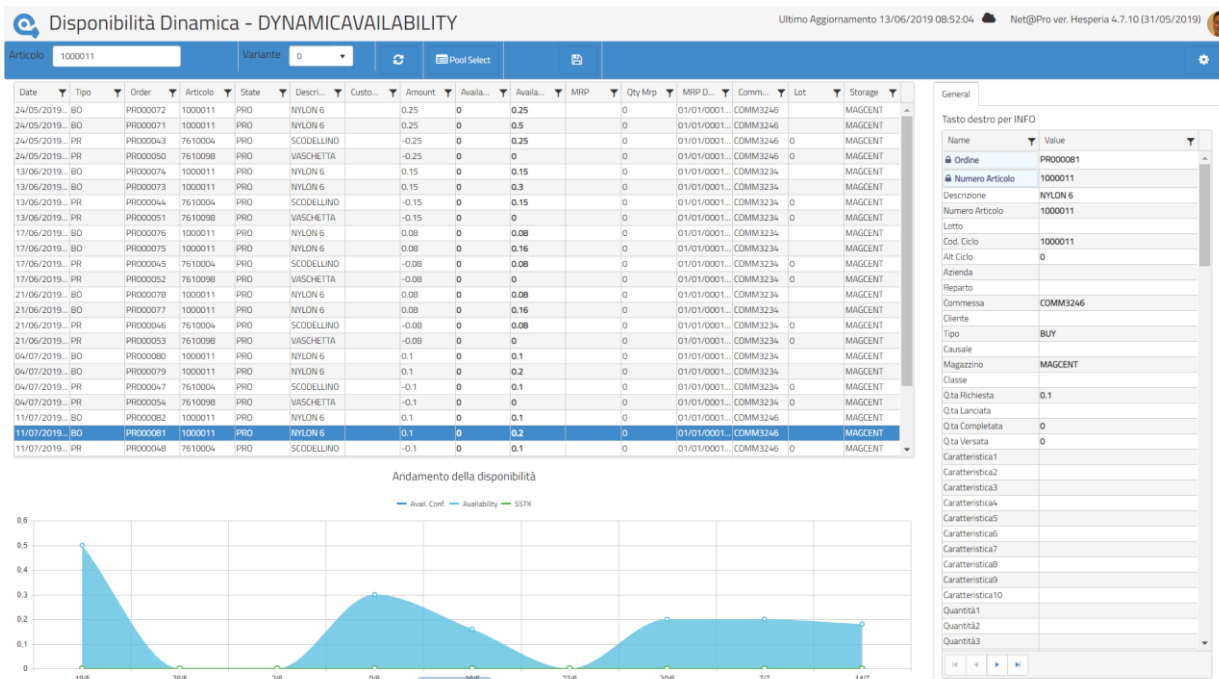 Disponibilità Dinamica - DYNAMICAVAILABILITY
Ultimo Aggiornamento 13/06/2019 08:52:04 Net@Pro ver. Hesperia 4.7.10 (31/05/2019)
Articolo 1000011 Variante 0 Pool Select
Date Tipo Order Articolo State Descri... Custo... Amount Availa... Availa... MRP Qty Mrp MRP D... Comm... Lot Storage
24/05/2019... BO PR000072 1000011 PRO NYLON 6 0.25 0 0.25 0 01/01/0001... COMM3246 MAGCENT
24/05/2019... BO PR000071 1000011 PRO NYLON 6 0.25 0 0.5 0 01/01/0001... COMM3246 MAGCENT
24/05/2019... PR PR000043 7610004 PRO SCODELLINO -0.25 0 0.25 0 01/01/0001... COMM3246 0 MAGCENT
24/05/2019... PR PR000050 7610098 PRO VASCHETTA -0.25 0 0 0 01/01/0001... COMM3246 0 MAGCENT
13/06/2019... BO PR000074 1000011 PRO NYLON 6 0.15 0 0.15 0 01/01/0001... COMM3234 MAGCENT
13/06/2019... BO PR000073 1000011 PRO NYLON 6 0.15 0 0.3 0 01/01/0001... COMM3234 MAGCENT
13/06/2019... PR PR000044 7610004 PRO SCODELLINO -0.15 0 0.15 0 01/01/0001... COMM3234 0 MAGCENT
13/06/2019... PR PR000051 7610098 PRO VASCHETTA -0.15 0 0 0 01/01/0001... COMM3234 0 MAGCENT
17/06/2019... BO PR000076 1000011 PRO NYLON 6 0.08 0 0.08 0 01/01/0001... COMM3234 MAGCENT
17/06/2019... BO PR000075 1000011 PRO NYLON 6 0.08 0 0.16 0 01/01/0001... COMM3234 MAGCENT
17/06/2019... PR PR000045 7610004 PRO SCODELLINO -0.08 0 0.08 0 01/01/0001... COMM3234 0 MAGCENT
17/06/2019... PR PR000052 7610098 PRO VASCHETTA -0.08 0 0 0 01/01/0001... COMM3234 0 MAGCENT
21/06/2019... BO PR000078 1000011 PRO NYLON 6 0.08 0 0.08 0 01/01/0001... COMM3234 MAGCENT
21/06/2019... BO PR000077 1000011 PRO NYLON 6 0.08 0 0.16 0 01/01/0001... COMM3234 MAGCENT
21/06/2019... PR PR000046 7610004 PRO SCODELLINO -0.08 0 0.08 0 01/01/0001... COMM3234 0 MAGCENT
21/06/2019... PR PR000053 7610098 PRO VASCHETTA -0.08 0 0 0 01/01/0001... COMM3234 0 MAGCENT
04/07/2019... BO PR000080 1000011 PRO NYLON 6 0.1 0 0.1 0 01/01/0001... COMM3234 MAGCENT
04/07/2019... BO PR000079 1000011 PRO NYLON 6 0.1 0 0.2 0 01/01/0001... COMM3234 MAGCENT
04/07/2019... PR PR000047 7610004 PRO SCODELLINO -0.1 0 0.1 0 01/01/0001... COMM3234 0 MAGCENT
04/07/2019... PR PR000054 7610098 PRO VASCHETTA -0.1 0 0 0 01/01/0001... COMM3234 0 MAGCENT
11/07/2019... BO PR000082 1000011 PRO NYLON 6 0.1 0 0.1 0 01/01/0001... COMM3246 MAGCENT
11/07/2019... BO PR000081 1000011 PRO NYLON 6 0.1 0 0.2 0 01/01/0001... COMM3246 MAGCENT
11/07/2019... PR PR000048 7610004 PRO SCODELLINO -0.1 0 0.1 0 01/01/0001... COMM3246 0 MAGCENT
Andamento della disponibilità
Avail. Conf. Availability SSTK
0,6
0,5
0,4
0,3
0,2
0,1
0
19/5 26/5 2/6 9/6 16/6 23/6 30/6 7/7 14/7
General
Tasto destro per INFO
Name Value
Ordine PR000081
Numero Articolo 1000011
Descrizione NYLON 6
Numero Articolo 1000011
Lotto
Cod. Ciclo 1000011
Alt Ciclo 0
Azienda
Reparto
Commessa COMM3246
Cliente
Tipo BUY
Causale
Magazzino MAGCENT
Classe
Q.ta Richiesta 0.1
Q.ta Lanciata
Q.ta Completata 0
Q.ta Versata 0
Caratteristica1
Caratteristica2
Caratteristica3
Caratteristica4
Caratteristica5
Caratteristica6
Caratteristica7
Caratteristica8
Caratteristica9
Caratteristica10
Quantità1
Quantità2
Quantità3